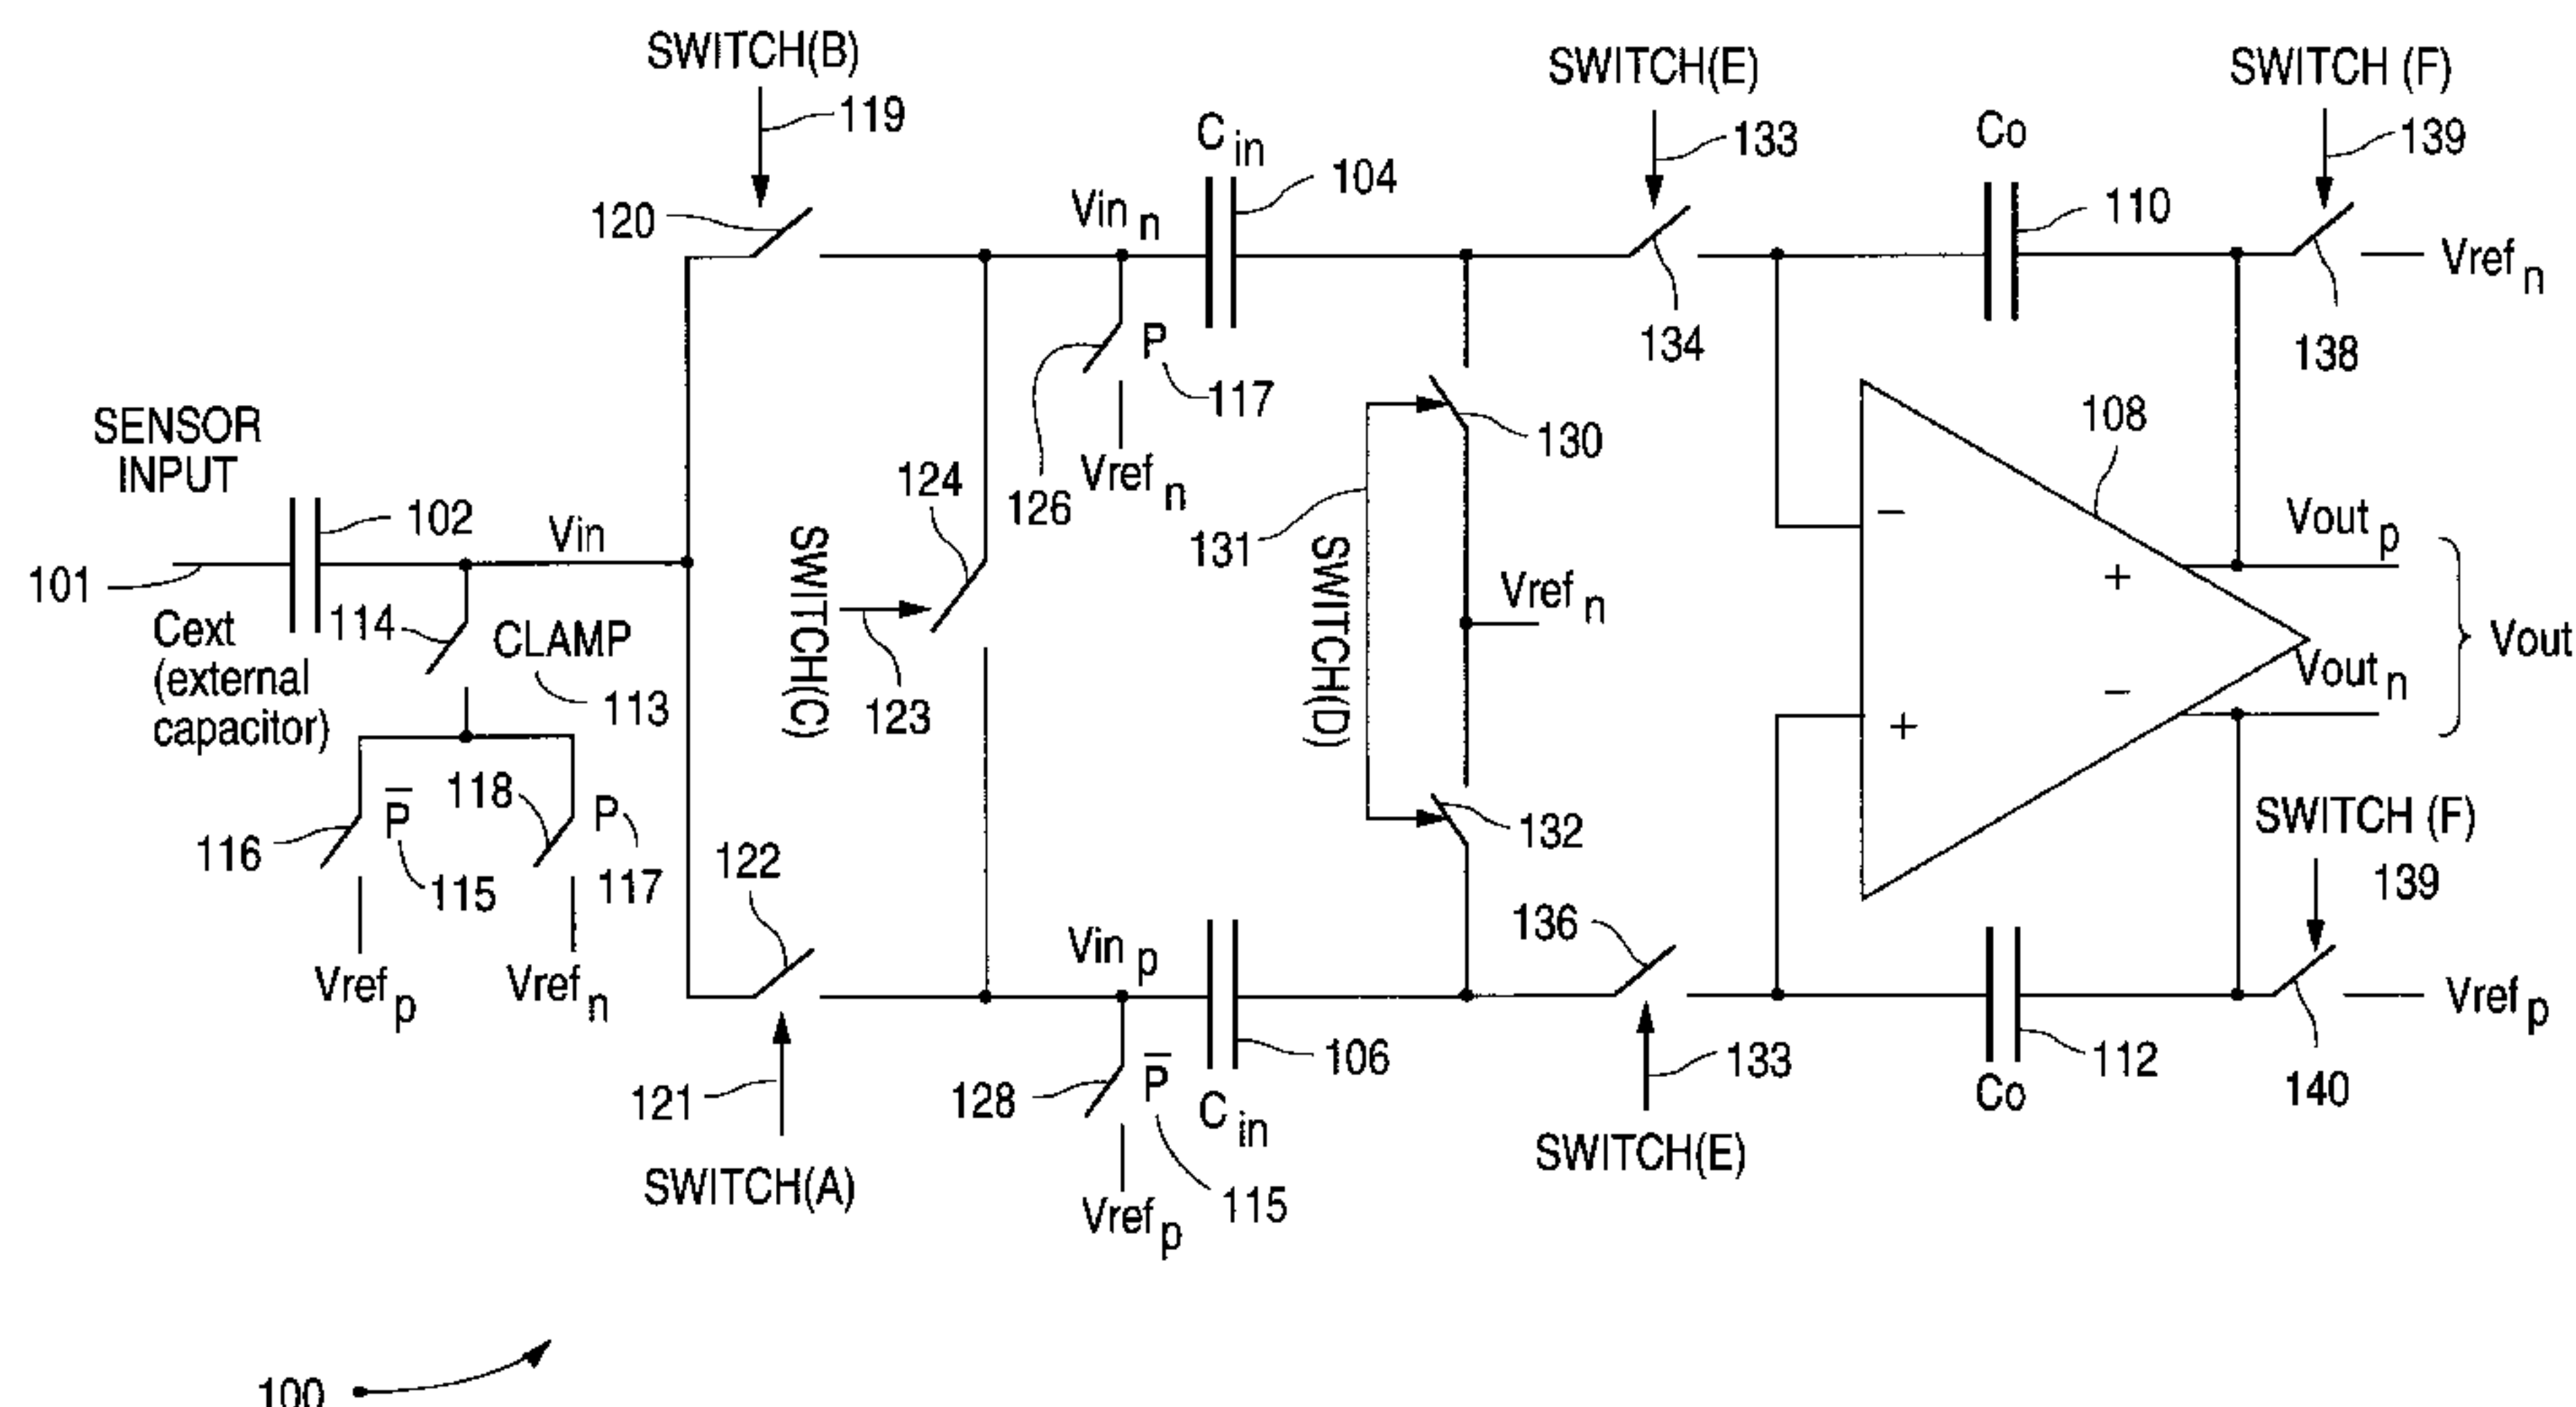 SWITCH(B)
119
120
SWITCH(E)
133
134
SWITCH (F)
139
138
C in
104
Co
110
Vin n
Vref n
126
P
117
Vref n
SENSOR
INPUT
101
102
Vin
Cext
(external
capacitor)
114
CLAMP
113
P̅
115
116
118
P
117
Vref p
Vref n
124
SWITCH(C)
123
131
SWITCH(D)
130
132
Vref n
108
−
+
+
−
Vout p
Vout n
Vout
122
121
SWITCH(A)
Vin p
128
P̅
115
Vref p
106
C in
136
133
SWITCH(E)
112
Co
SWITCH (F)
139
140
Vref p
100